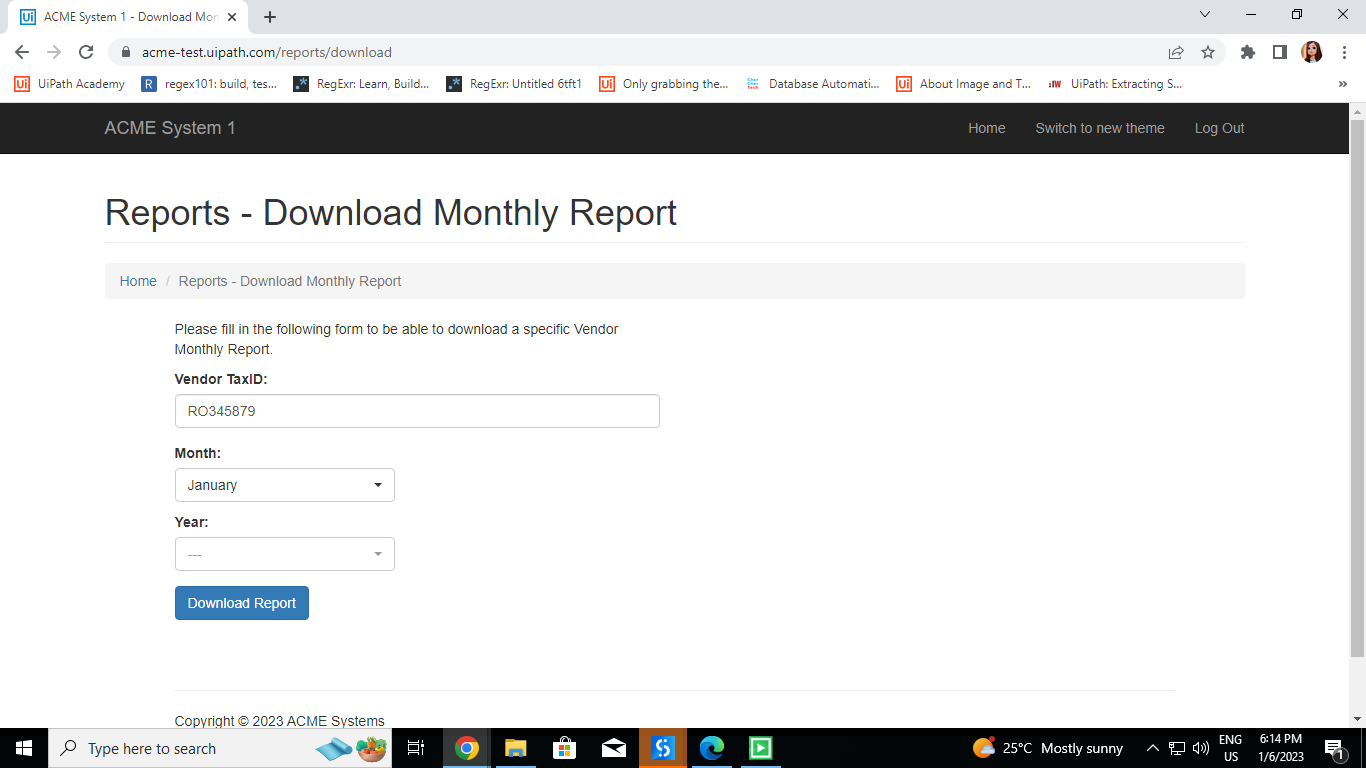 ACME System 1 - Download Mon
acme-test.uipath.com/reports/download
UiPath Academy
regex101: build, tes...
RegExr: Learn, Build...
RegExr: Untitled 6tft1
Only grabbing the...
Database Automati...
About Image and T...
UiPath: Extracting S...
»
ACME System 1
Home
Switch to new theme
Log Out
Reports - Download Monthly Report
Home / Reports - Download Monthly Report
Please fill in the following form to be able to download a specific Vendor
Monthly Report.
Vendor TaxID:
RO345879
Month:
January
Year:
---
Download Report
Copyright © 2023 ACME Systems
Type here to search
25°C Mostly sunny
ENG
US
6:14 PM
1/6/2023
1